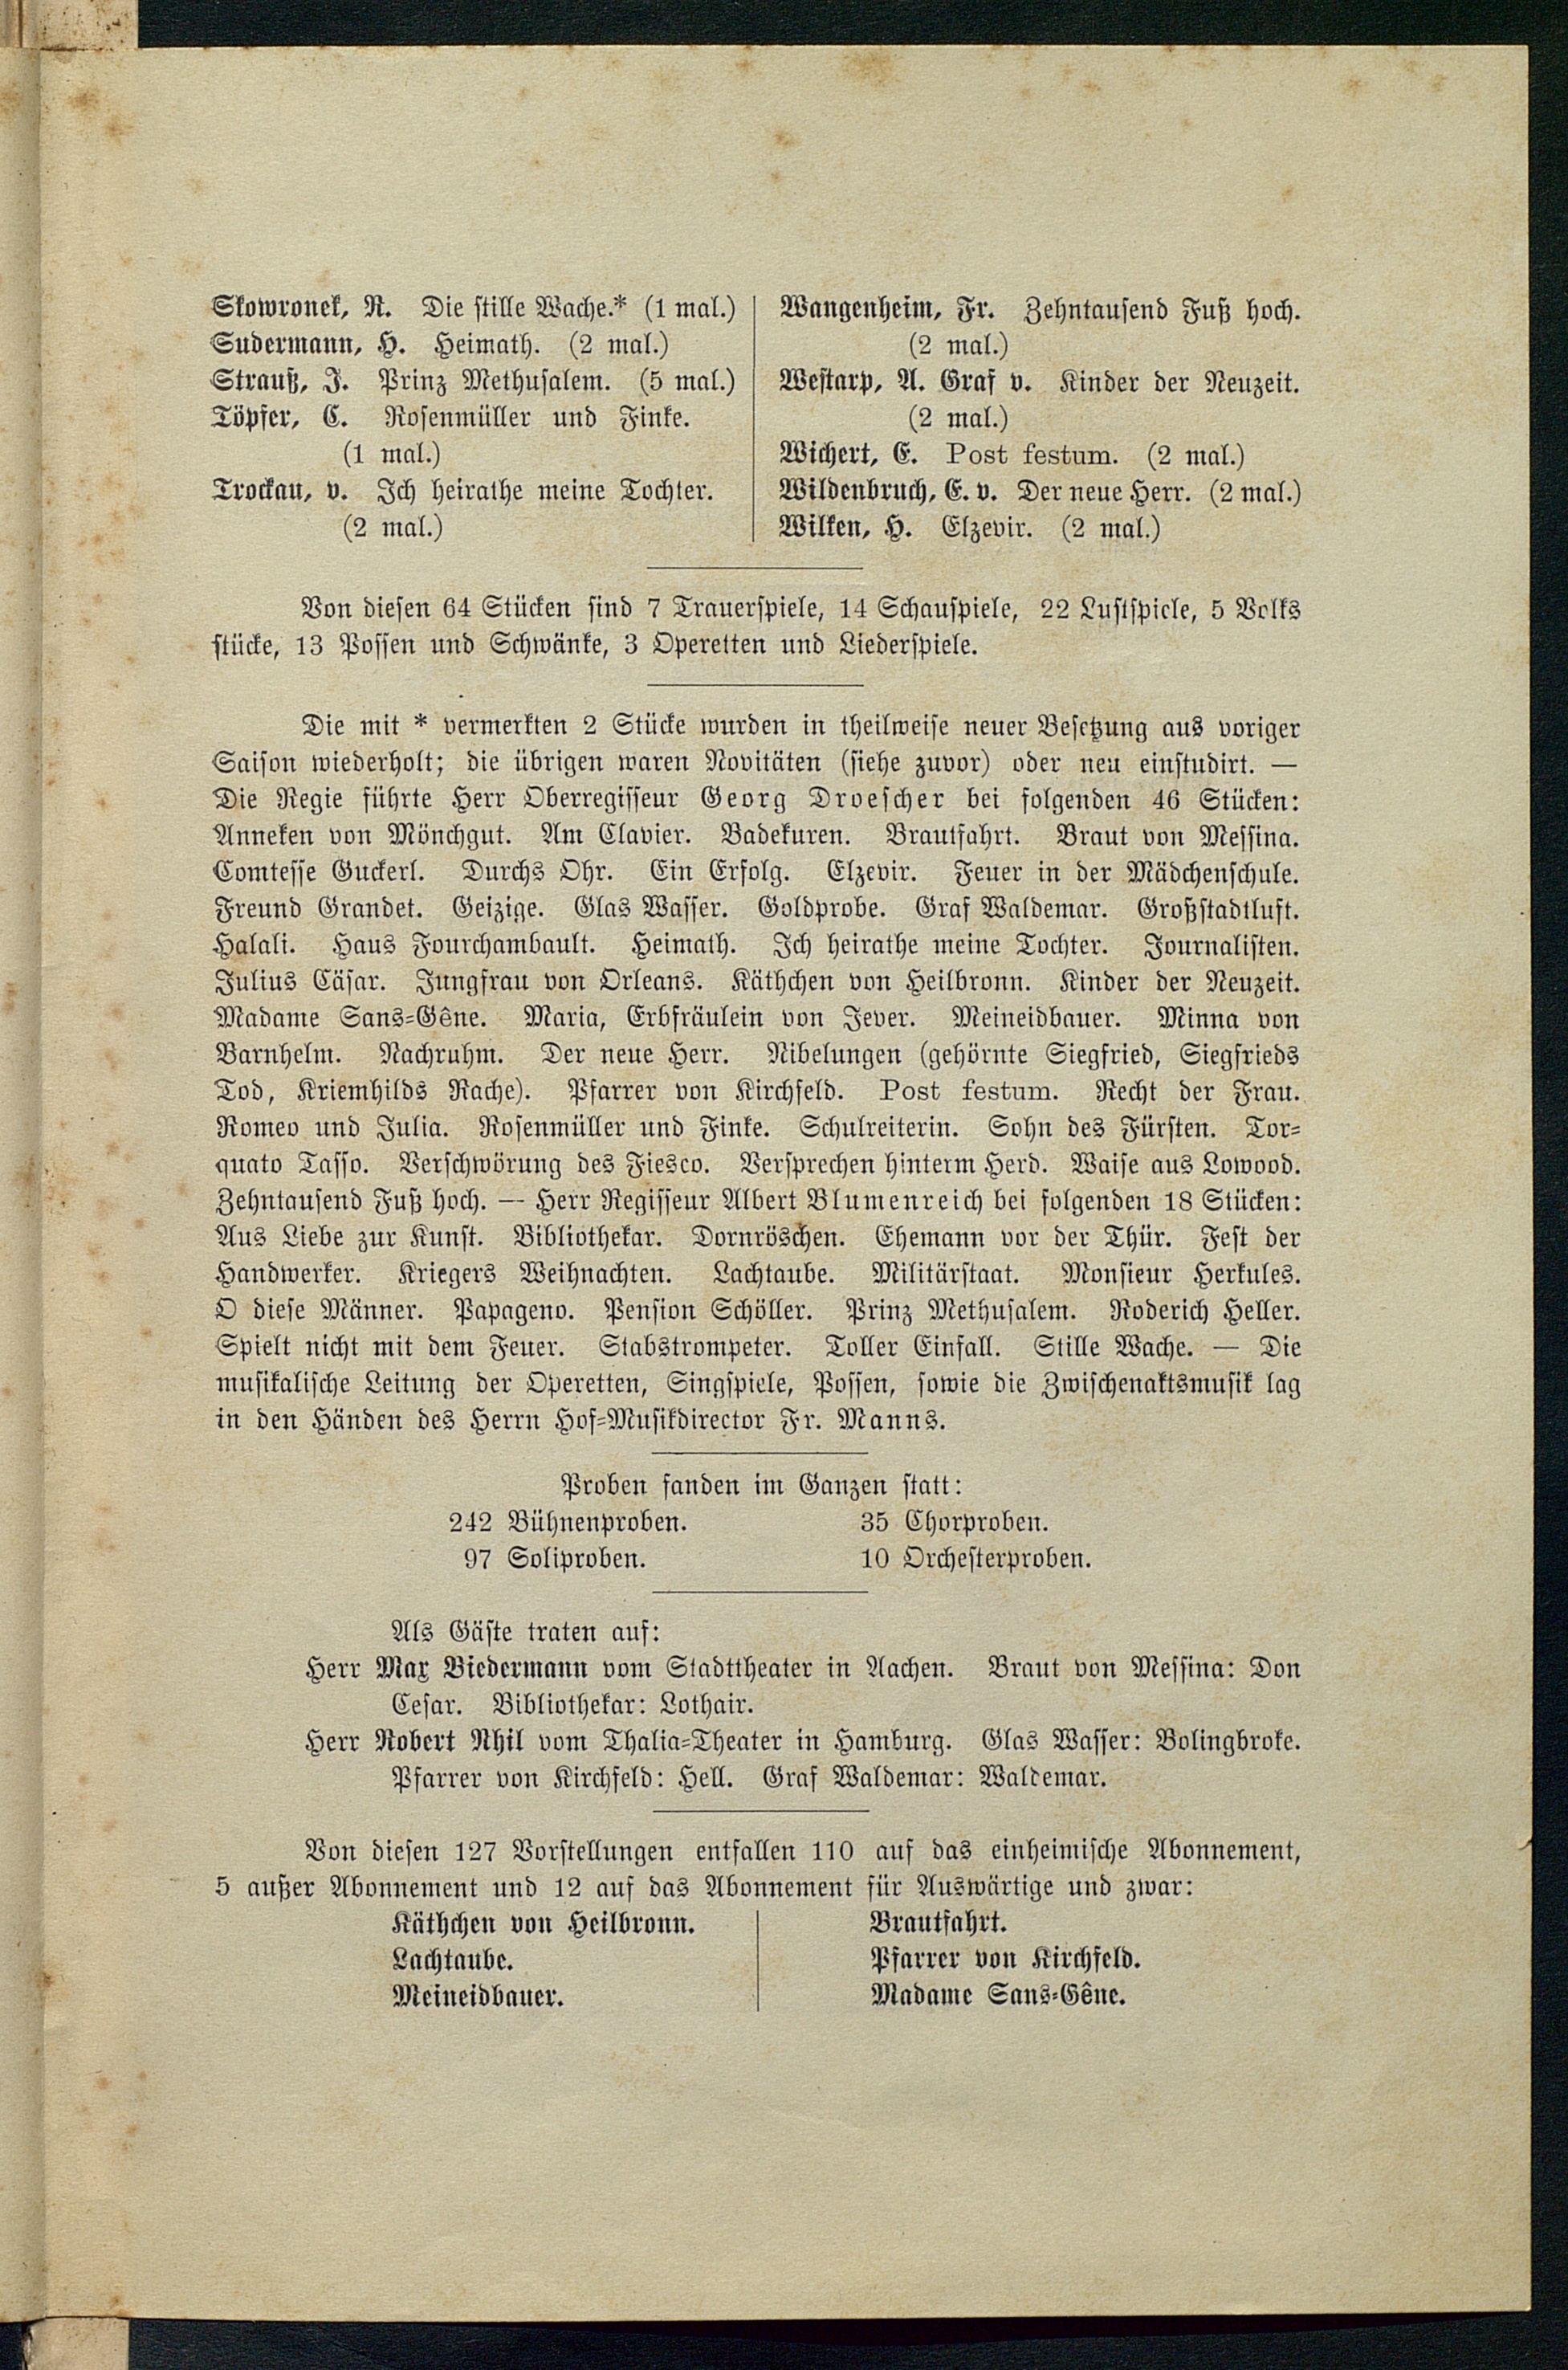 Skowronek, R. Die stille Wache.* (1 mal.)
Sudermann, H. Heimath. (2 mal.)
Strauß, J. Prinz Methusalem. (5 mal.)
Töpfer, C. Rosenmüller und Finke.
(1 mal.)
Trockau, v. Ich heirathe meine Tochter.
(2 mal.)
Wangenheim, Fr. Zehntausend Fuß hoch.
(2 mal.)
Westarp, A. Graf v. Kinder der Neuzeit.
(2 mal.)
Wichert, E. Post festum. (2 mal.)
Wildenbruch, E. v. Der neue Herr. (2 mal.)
Wilken, H. Elzevir. (2 mal.)
Von diesen 64 Stücken sind 7 Trauerspiele, 14 Schauspiele, 22 Lustspiele, 5 Volks
stücke, 13 Possen und Schwänke, 3 Operetten und Liederspiele.
Die mit * vermerkten 2 Stücke wurden in theilweise neuer Besetzung aus voriger
Saison wiederholt; die übrigen waren Novitäten (siehe zuvor) oder neu einstudirt. —
Die Regie führte Herr Oberregisseur Georg Droescher bei folgenden 46 Stücken:
Anneken von Mönchgut. Am Clavier. Badekuren. Brautfahrt. Braut von Messina.
Comtesse Guckerl. Durchs Ohr. Ein Erfolg. Elzevir. Feuer in der Mädchenschule.
Freund Grandet. Geizige. Glas Wasser. Goldprobe. Graf Waldemar. Großstadtluft.
Halali. Haus Fourchambault. Heimath. Ich heirathe meine Tochter. Journalisten.
Julius Cäsar. Jungfrau von Orleans. Käthchen von Heilbronn. Kinder der Neuzeit.
Madame Sans-Gêne. Maria, Erbfräulein von Jever. Meineidbauer. Minna von
Barnhelm. Nachruhm. Der neue Herr. Nibelungen (gehörnte Siegfried, Siegfrieds
Tod, Kriemhilds Rache). Pfarrer von Kirchfeld. Post festum. Recht der Frau.
Romeo und Julia. Rosenmüller und Finke. Schulreiterin. Sohn des Fürsten. Tor-
quato Tasso. Verschwörung des Fiesco. Versprechen hinterm Herd. Waise aus Lowood.
Zehntausend Fuß hoch. — Herr Regisseur Albert Blumenreich bei folgenden 18 Stücken:
Aus Liebe zur Kunst. Bibliothekar. Dornröschen. Ehemann vor der Thür. Fest der
Handwerker. Kriegers Weihnachten. Lachtaube. Militärstaat. Monsieur Herkules.
O diese Männer. Papageno. Pension Schöller. Prinz Methusalem. Roderich Heller.
Spielt nicht mit dem Feuer. Stabstrompeter. Toller Einfall. Stille Wache. — Die
musikalische Leitung der Operetten, Singspiele, Possen, sowie die Zwischenaktsmusik lag
in den Händen des Herrn Hof-Musikdirector Fr. Manns.
Proben fanden im Ganzen statt:
242 Bühnenproben. 35 Chorproben.
97 Soliproben. 10 Orchesterproben.
Als Gäste traten auf:
Herr Max Biedermann vom Stadttheater in Aachen. Braut von Messina: Don
Cesar. Bibliothekar: Lothair.
Herr Robert Nhil vom Thalia-Theater in Hamburg. Glas Wasser: Bolingbroke.
Pfarrer von Kirchfeld: Hell. Graf Waldemar: Waldemar.
Von diesen 127 Vorstellungen entfallen 110 auf das einheimische Abonnement,
5 außer Abonnement und 12 auf das Abonnement für Auswärtige und zwar:
Käthchen von Heilbronn.
Lachtaube.
Meineidbauer.
Brautfahrt.
Pfarrer von Kirchfeld.
Madame Sans-Gêne.